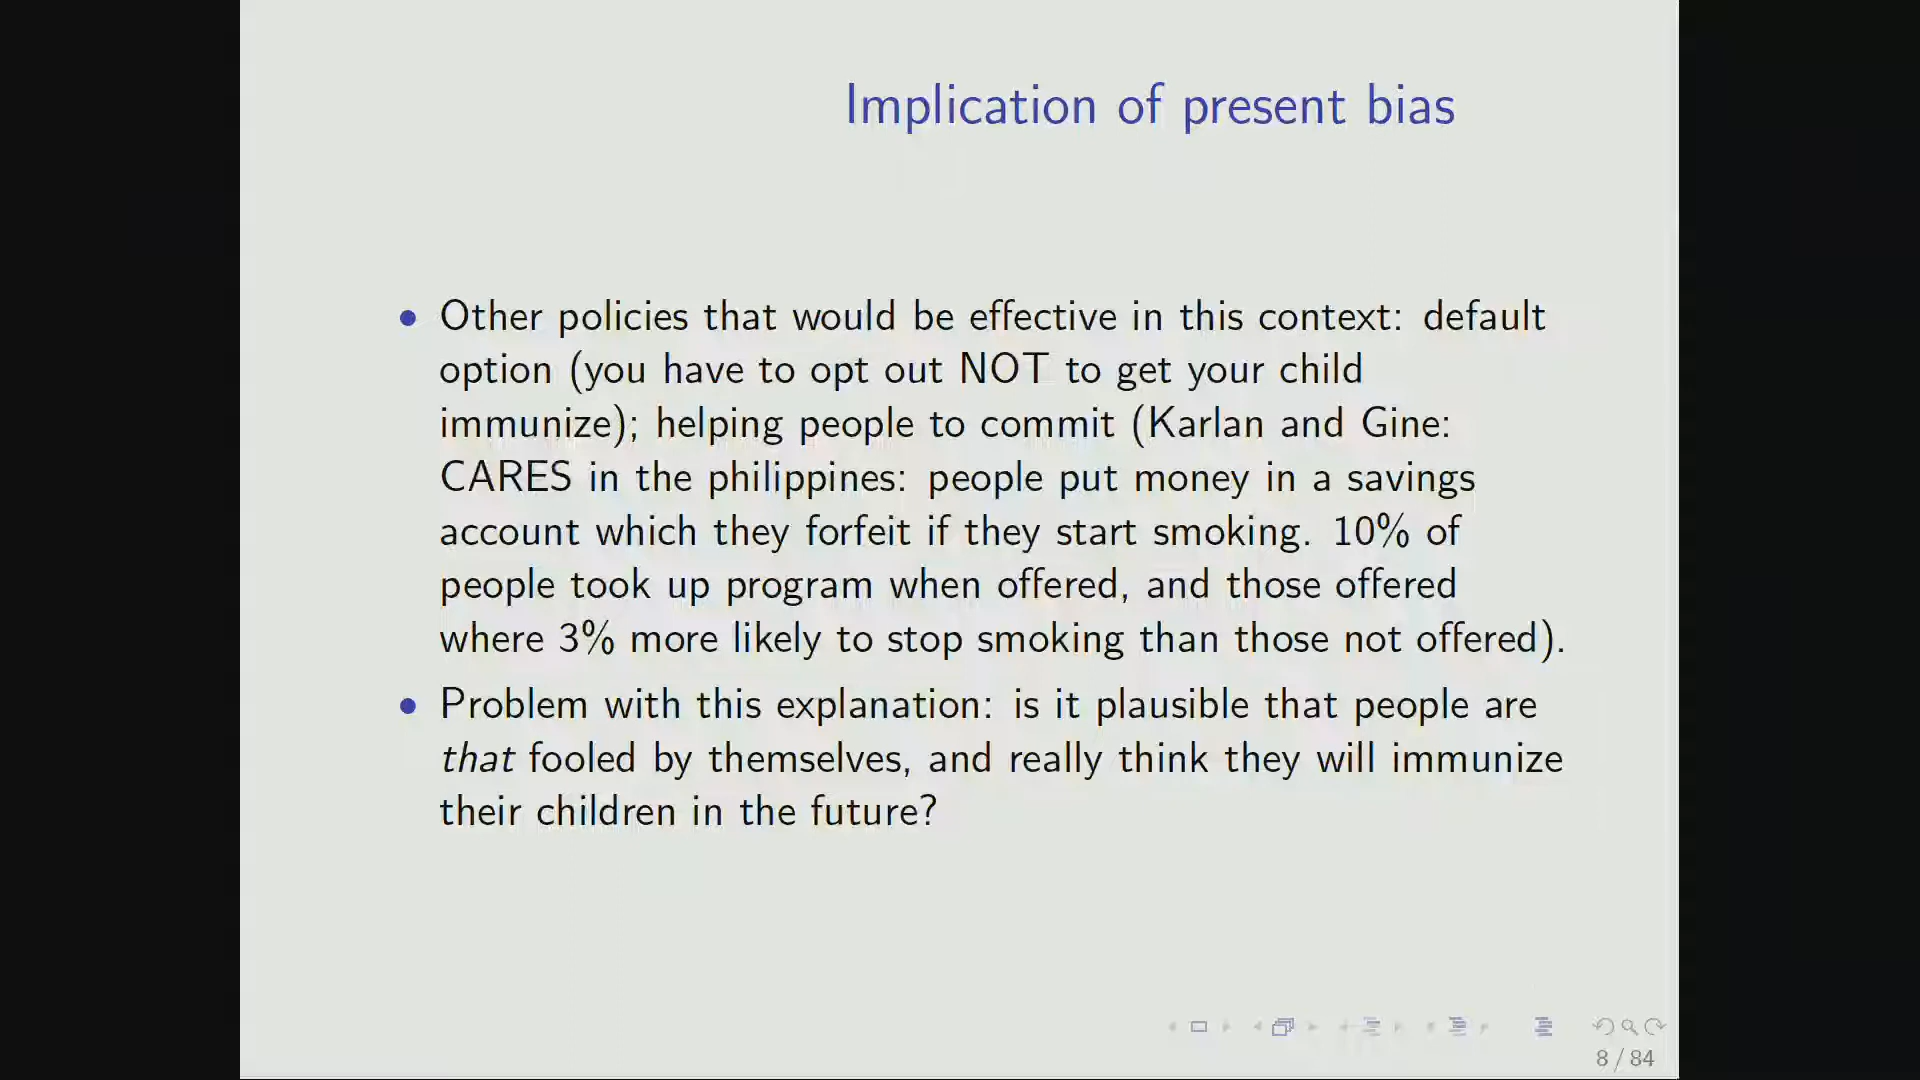 Implication of present bias
• Other policies that would be effective in this context: default
option (you have to opt out NOT to get your child
immunize); helping people to commit (Karlan and Gine:
CARES in the philippines: people put money in a savings
account which they forfeit if they start smoking. 10% of
people took up program when offered, and those offered
where 3% more likely to stop smoking than those not offered).
• Problem with this explanation: is it plausible that people are
that fooled by themselves, and really think they will immunize
their children in the future?
8 / 84